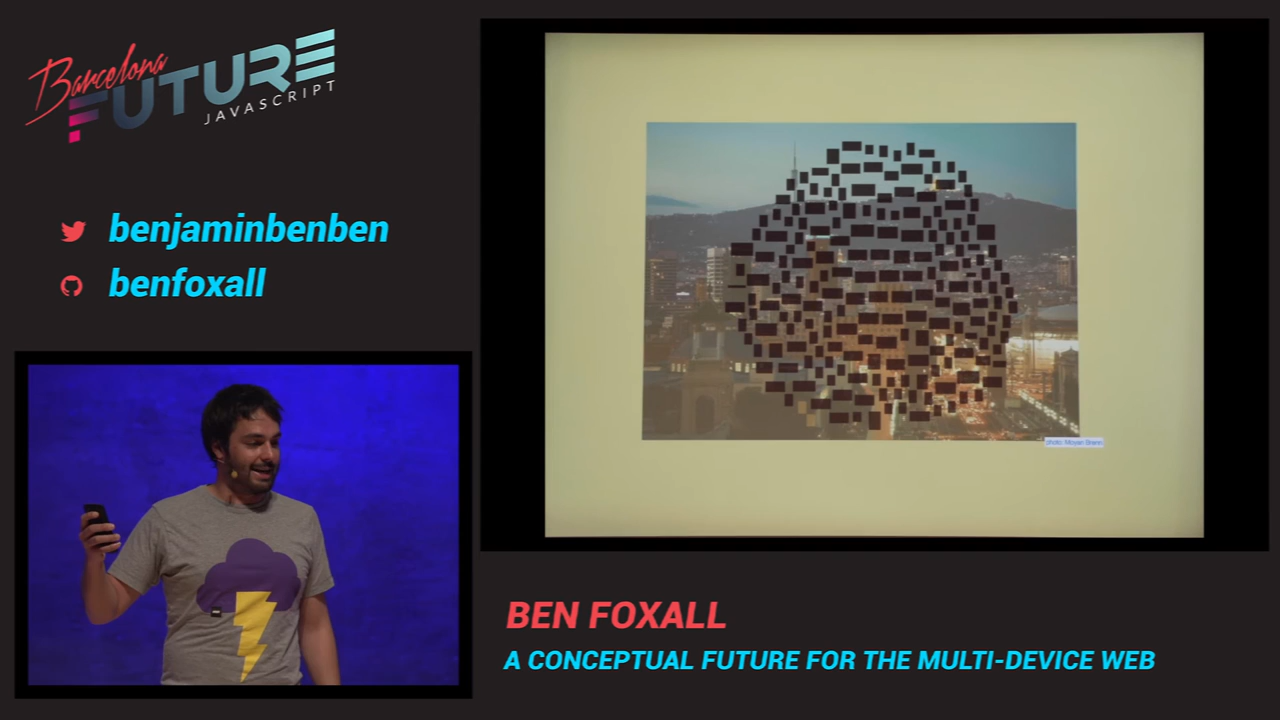 Barcelona
FUTURE
JAVASCRIPT
benjaminbenben
benfoxall
BEN FOXALL
A CONCEPTUAL FUTURE FOR THE MULTI-DEVICE WEB